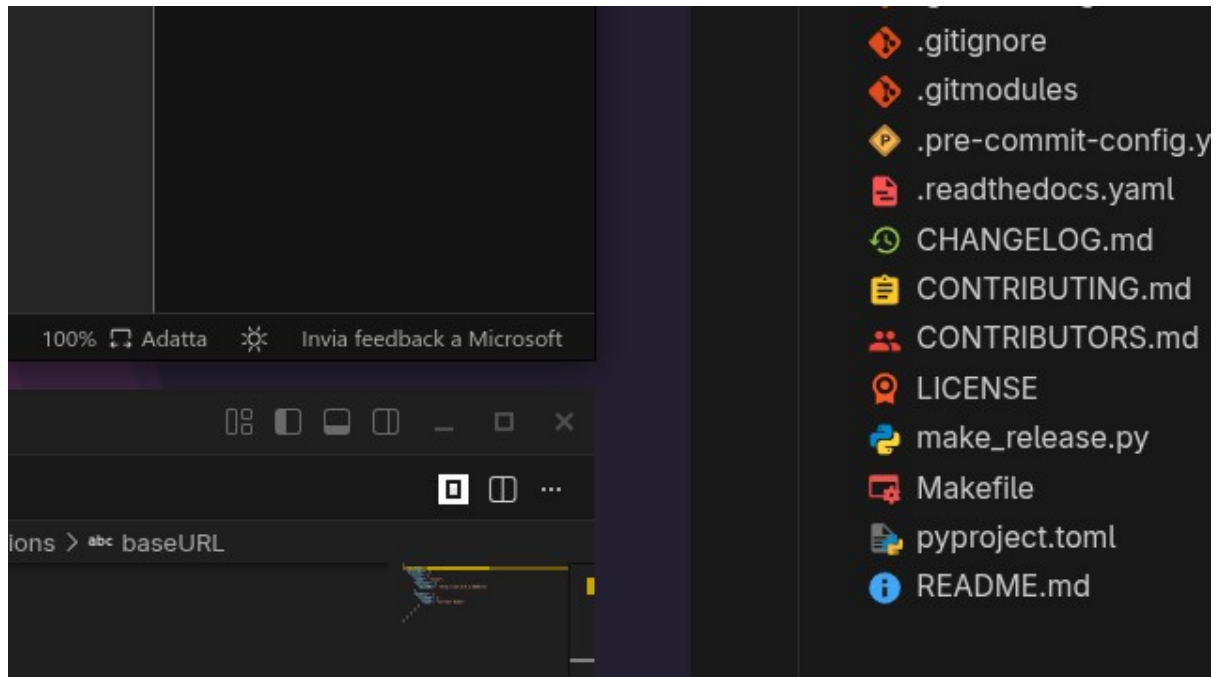 100% Adatta Invia feedback a Microsoft
ions > abc baseURL
.gitignore
.gitmodules
.pre-commit-config.y
.readthedocs.yaml
CHANGELOG.md
CONTRIBUTING.md
CONTRIBUTORS.md
LICENSE
make_release.py
Makefile
pyproject.toml
README.md